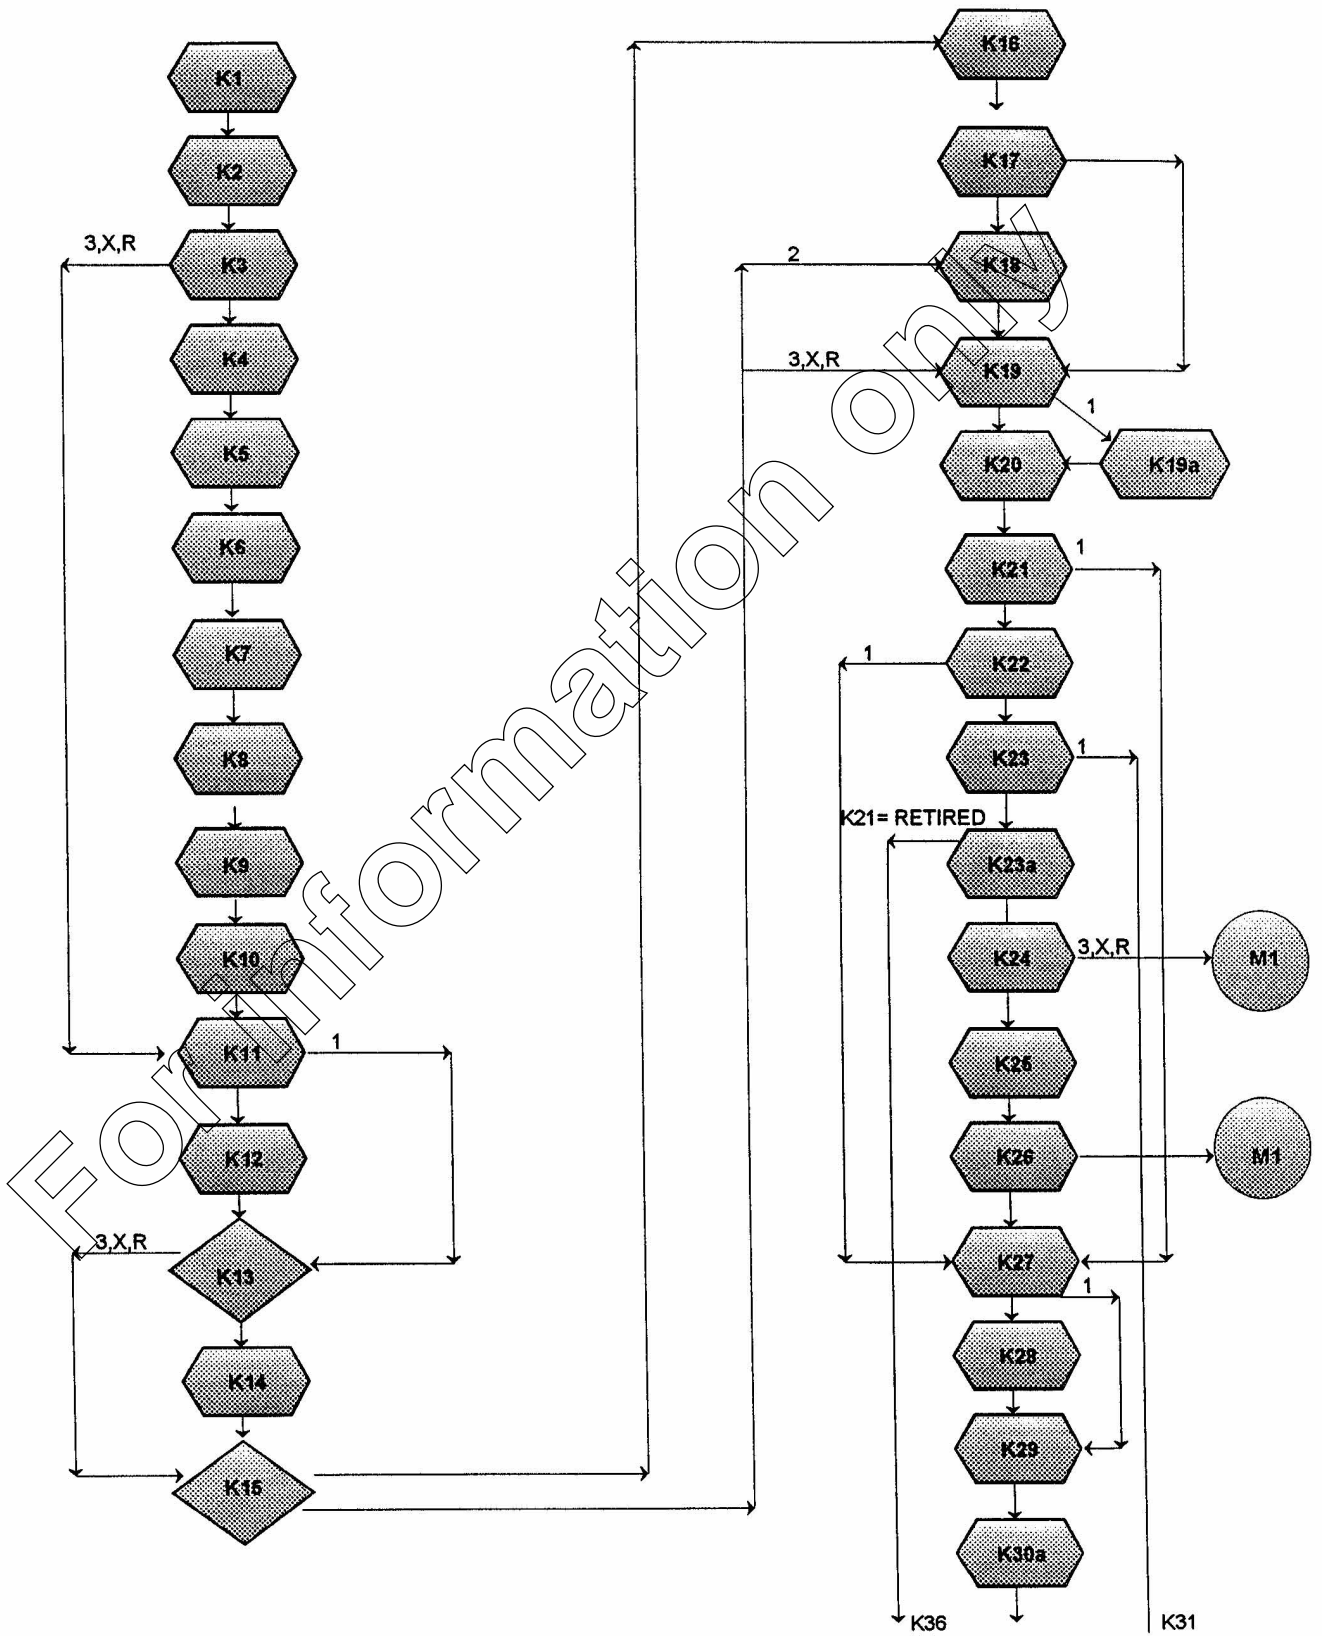 K1
K2
3,X,R
K3
K4
K5
K6
K7
K8
K9
K10
K11
1
K12
3,X,R
K13
K14
K15
K16
K17
2
K18
3,X,R
K19
1
K19a
K20
K21
1
1
K22
K23
1
K21= RETIRED
K23a
K24
3,X,R
M1
K25
K26
M1
K27
1
K28
K29
K30a
K36
K31
For information only